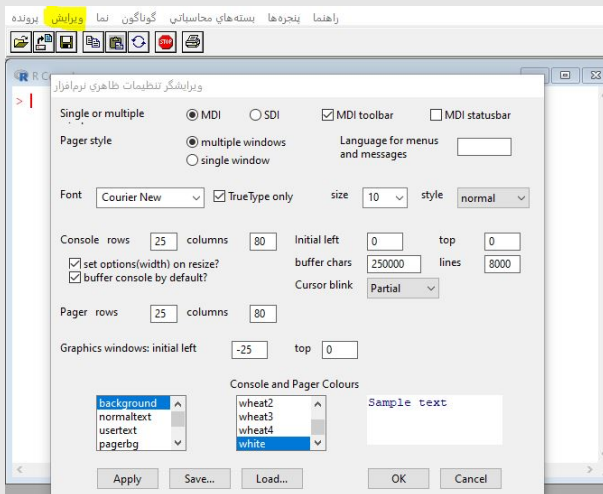 پرونده ويرايش نما گوناگون بسته‌هاي محاسباتي پنجره‌ها راهنما
STOP
R R C
ويرايشگر تنظيمات ظاهري نرم‌افزار
>
Single or multiple MDI SDI MDI toolbar MDI statusbar
Pager style multiple windows Language for menus
single window and messages
Font Courier New TrueType only size 10 style normal
Console rows 25 columns 80 Initial left 0 top 0
set options(width) on resize? buffer chars 250000 lines 8000
buffer console by default? Cursor blink Partial
Pager rows 25 columns 80
Graphics windows: initial left -25 top 0
Console and Pager Colours
background wheat2 Sample text
normaltext wheat3
usertext wheat4
pagerbg white
Apply Save... Load... OK Cancel